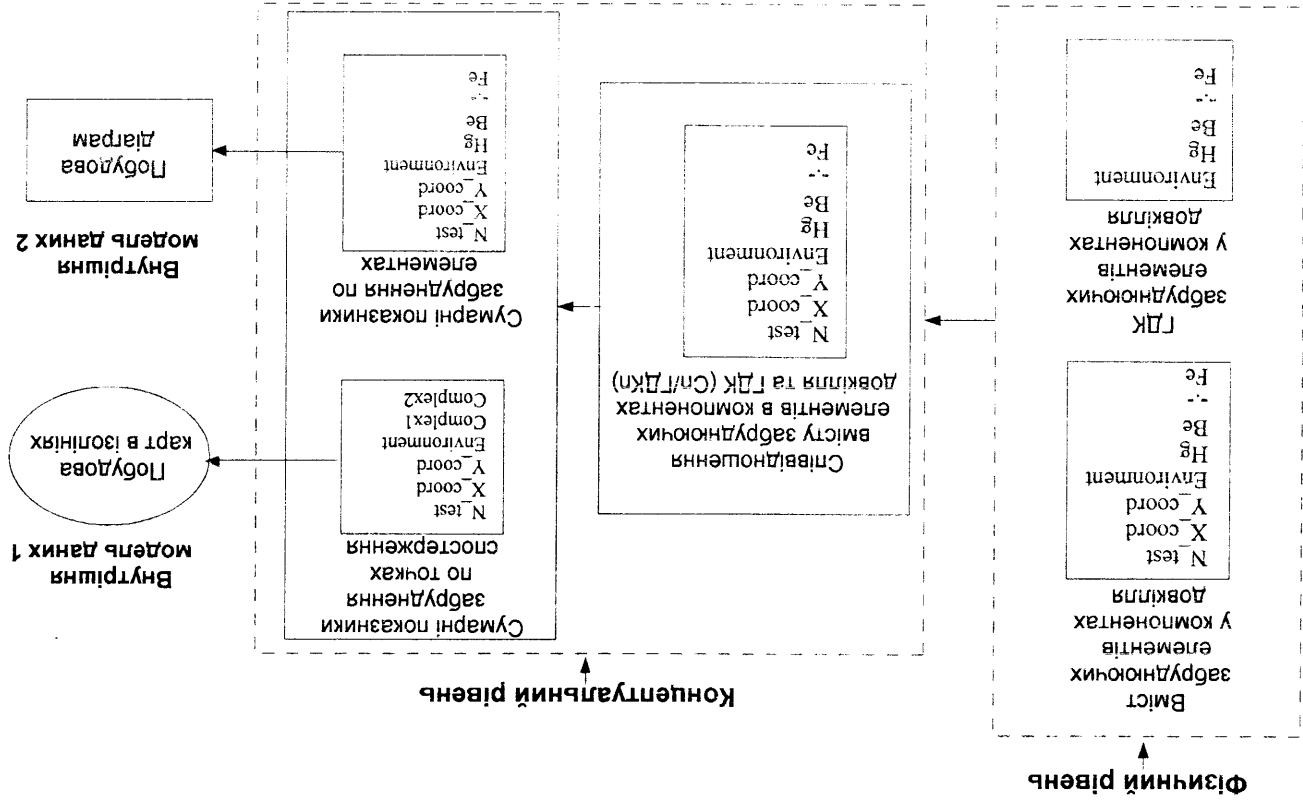 Фізичний рівень
Вміст
забруднюючих
елементів
у компонентах
довкілля
N_test
X_coord
Y_coord
Environment
Hg
Be
-.-
Fe
ГДК
забруднюючих
елементів
у компонентах
довкілля
Environment
Hg
Be
-.-
Fe
Концептуальний рівень
Співвідношення
вмісту забруднюючих
елементів в компонентах
довкілля та ГДК (Cn/ГДКn)
N_test
X_coord
Y_coord
Environment
Hg
Be
-.-
Fe
Сумарні показники
забруднення
по точках
спостерження
N_test
X_coord
Y_coord
Environment
Complex1
Complex2
Сумарні показники
забруднення по
елементах
N_test
X_coord
Y_coord
Environment
Hg
Be
-.-
Fe
Внутрішня
модель даних 1
Побудова
карт в ізолініях
Внутрішня
модель даних 2
Побудова
діаграм